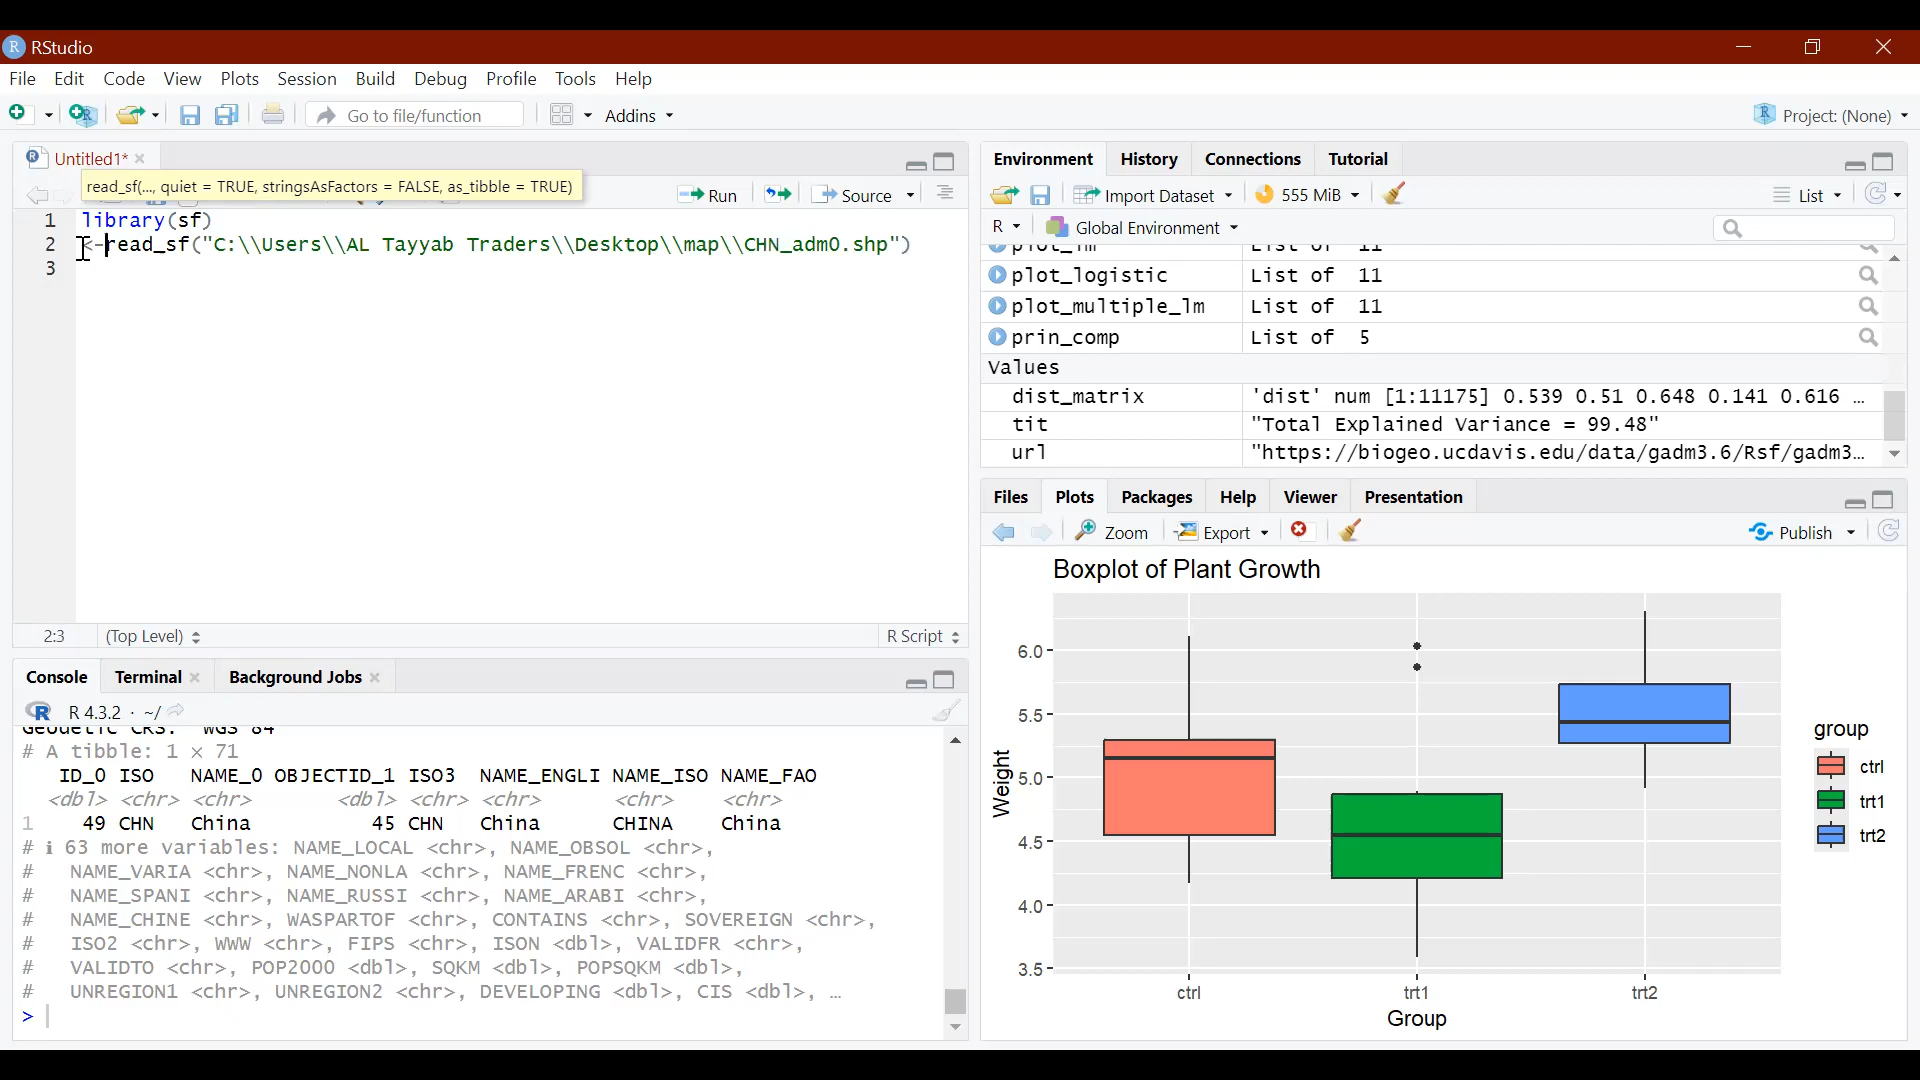 RStudio
File Edit Code View Plots Session Build Debug Profile Tools Help
Go to file/function Addins Project: (None)
Untitled1*
read_sf(..., quiet = TRUE, stringsAsFactors = FALSE, as_tibble = TRUE)
Run Source
1 library(sf)
2 <-read_sf("C:\\Users\\AL Tayyab Traders\\Desktop\\map\\CHN_adm0.shp")
3
2:3 (Top Level) R Script
Console Terminal Background Jobs
R 4.3.2 · ~/
Geodetic CRS: WGS 84
# A tibble: 1 × 71
ID_0 ISO NAME_0 OBJECTID_1 ISO3 NAME_ENGLI NAME_ISO NAME_FAO
<dbl> <chr> <chr> <dbl> <chr> <chr> <chr> <chr>
1 49 CHN China 45 CHN China CHINA China
# ℹ 63 more variables: NAME_LOCAL <chr>, NAME_OBSOL <chr>,
# NAME_VARIA <chr>, NAME_NONLA <chr>, NAME_FRENC <chr>,
# NAME_SPANI <chr>, NAME_RUSSI <chr>, NAME_ARABI <chr>,
# NAME_CHINE <chr>, WASPARTOF <chr>, CONTAINS <chr>, SOVEREIGN <chr>,
# ISO2 <chr>, WWW <chr>, FIPS <chr>, ISON <dbl>, VALIDFR <chr>,
# VALIDTO <chr>, POP2000 <dbl>, SQKM <dbl>, POPSQKM <dbl>,
# UNREGION1 <chr>, UNREGION2 <chr>, DEVELOPING <dbl>, CIS <dbl>, …
>
Environment History Connections Tutorial
Import Dataset 555 MiB List
R Global Environment
plot_lm List of 11
plot_logistic List of 11
plot_multiple_lm List of 11
prin_comp List of 5
Values
dist_matrix 'dist' num [1:11175] 0.539 0.51 0.648 0.141 0.616 …
tit "Total Explained Variance = 99.48"
url "https://biogeo.ucdavis.edu/data/gadm3.6/Rsf/gadm3…
Files Plots Packages Help Viewer Presentation
Zoom Export Publish
Boxplot of Plant Growth
6.0
5.5
5.0
4.5
4.0
3.5
Weight
ctrl trt1 trt2
Group
group
ctrl
trt1
trt2